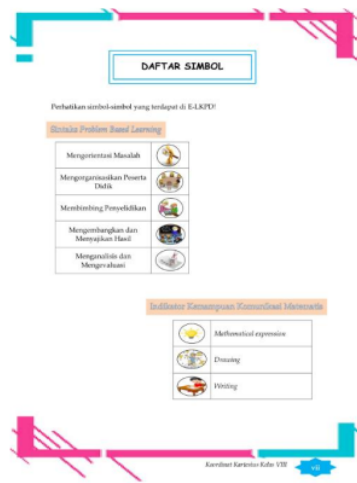 DAFTAR SIMBOL
Perhatikan simbol-simbol yang terdapat di E-LKPD!
Sintaks Problem Based Learning
Mengorientasi Masalah
Mengorganisasikan Peserta
Didik
Membimbing Penyelidikan
Mengembangkan dan
Menyajikan Hasil
Menganalisis dan
Mengevaluasi
Indikator Kemampuan Komunikasi Matematis
Mathematical expression
Drawing
Writing
Koordinat Kartesius Kelas VIII
vii